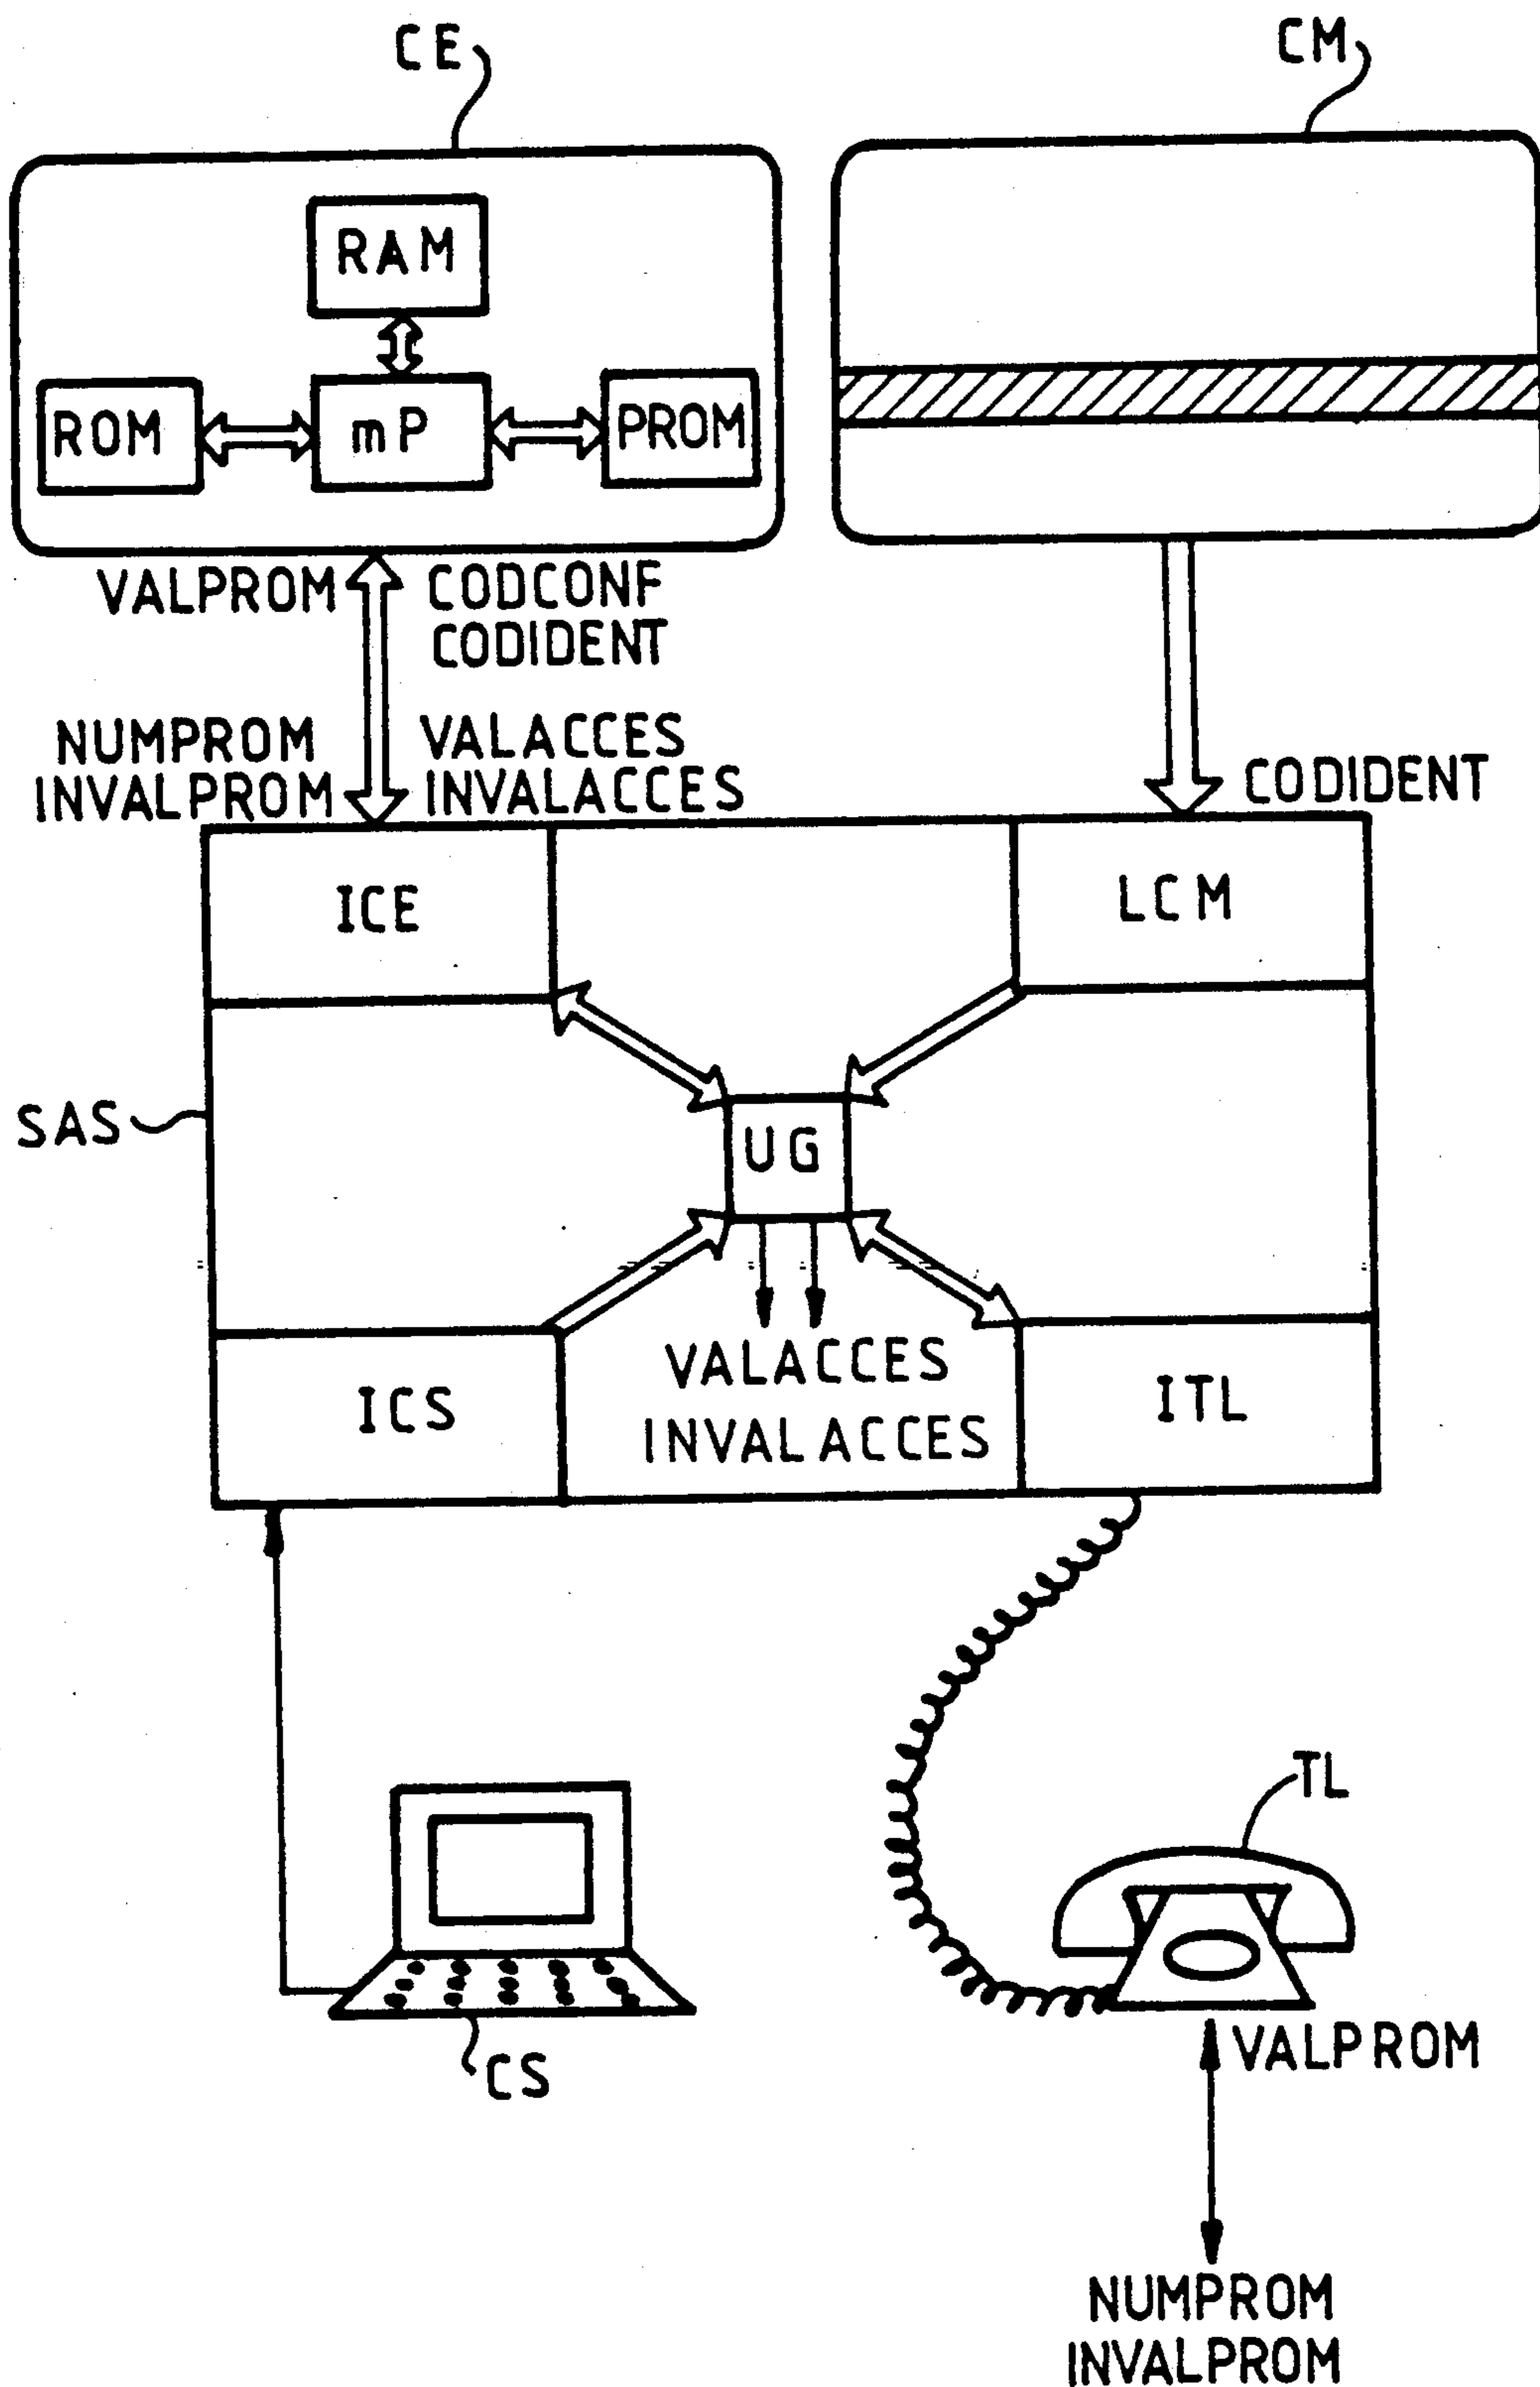 CE
CM
RAM
ROM
mP
PROM
VALPROM
CODCONF
CODIDENT
NUMPROM
INVALPROM
VALACCES
INVALACCES
CODIDENT
ICE
LCM
SAS
UG
VALACCES
INVALACCES
ICS
ITL
TL
CS
VALPROM
NUMPROM
INVALPROM